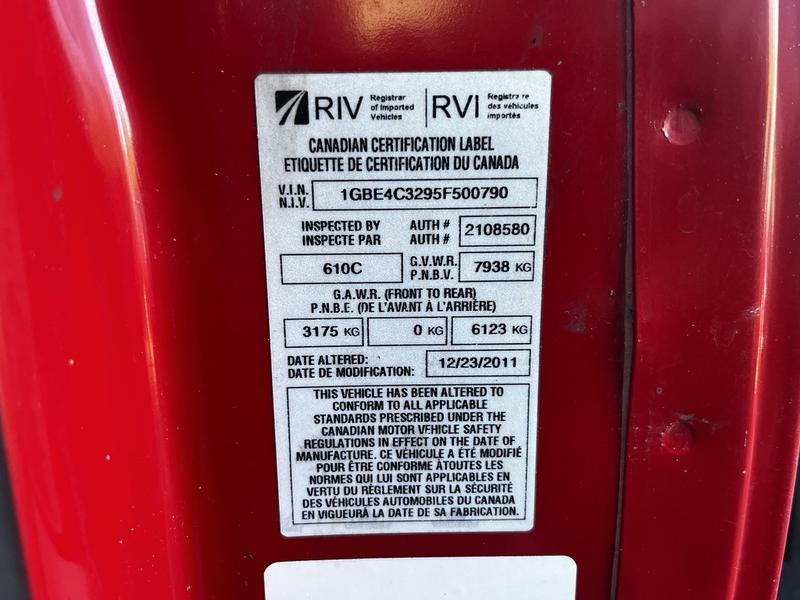 RIV Registrar of Imported Vehicles RVI Registraire des véhicules importés
CANADIAN CERTIFICATION LABEL
ETIQUETTE DE CERTIFICATION DU CANADA
V.I.N.
N.I.V.
1GBE4C3295F500790
INSPECTED BY AUTH # 2108580
INSPECTE PAR AUTH #
610C G.V.W.R. 7938 KG
P.N.B.V.
G.A.W.R. (FRONT TO REAR)
P.N.B.E. (DE L'AVANT À L'ARRIÈRE)
3175 KG 0 KG 6123 KG
DATE ALTERED: 12/23/2011
DATE DE MODIFICATION:
THIS VEHICLE HAS BEEN ALTERED TO
CONFORM TO ALL APPLICABLE
STANDARDS PRESCRIBED UNDER THE
CANADIAN MOTOR VEHICLE SAFETY
REGULATIONS IN EFFECT ON THE DATE OF
MANUFACTURE. CE VÉHICULE A ÉTÉ MODIFIÉ
POUR ÊTRE CONFORME ÀTOUTES LES
NORMES QUI LUI SONT APPLICABLES EN
VERTU DU RÈGLEMENT SUR LA SÉCURITÉ
DES VÉHICULES AUTOMOBILES DU CANADA
EN VIGUEURÀ LA DATE DE SA FABRICATION.